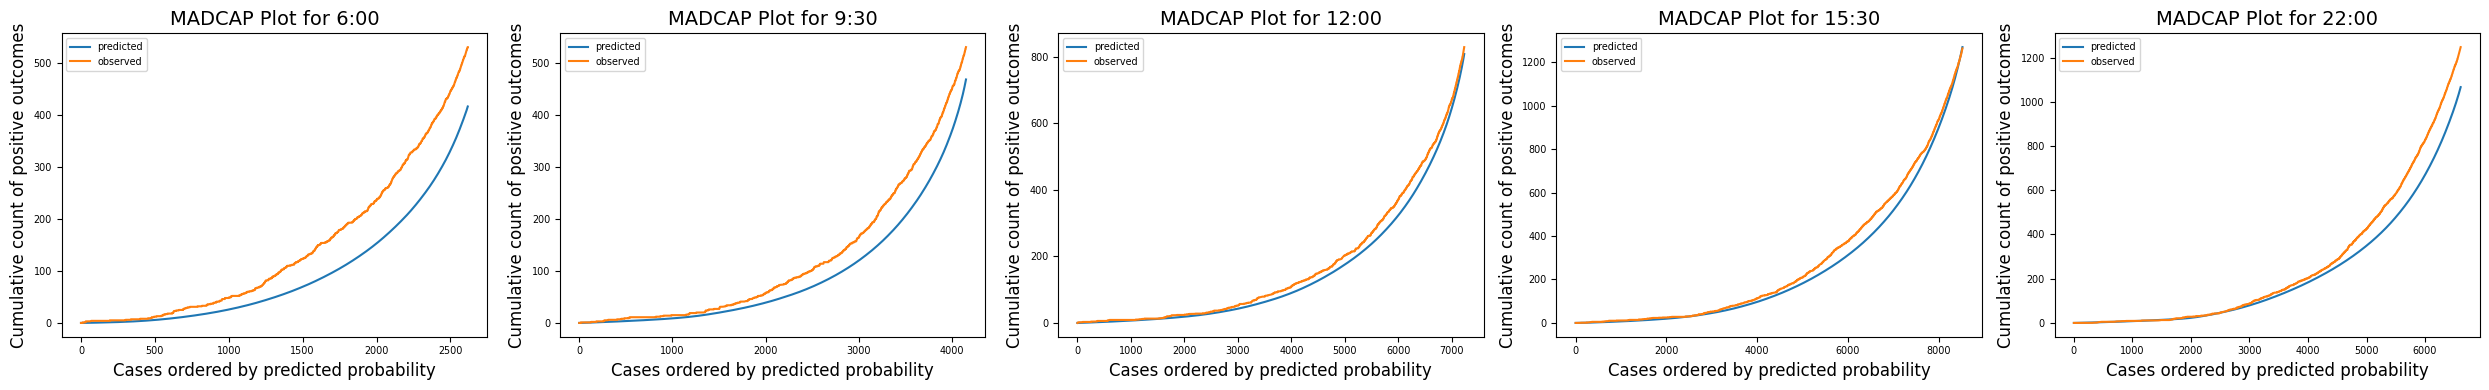 MADCAP Plot for 6:00
predicted
observed
Cumulative count of positive outcomes
500
400
300
200
100
0
0 500 1000 1500 2000 2500
Cases ordered by predicted probability
MADCAP Plot for 9:30
predicted
observed
Cumulative count of positive outcomes
500
400
300
200
100
0
0 1000 2000 3000 4000
Cases ordered by predicted probability
MADCAP Plot for 12:00
predicted
observed
Cumulative count of positive outcomes
800
600
400
200
0
0 1000 2000 3000 4000 5000 6000 7000
Cases ordered by predicted probability
MADCAP Plot for 15:30
predicted
observed
Cumulative count of positive outcomes
1200
1000
800
600
400
200
0
0 2000 4000 6000 8000
Cases ordered by predicted probability
MADCAP Plot for 22:00
predicted
observed
Cumulative count of positive outcomes
1200
1000
800
600
400
200
0
0 1000 2000 3000 4000 5000 6000
Cases ordered by predicted probability